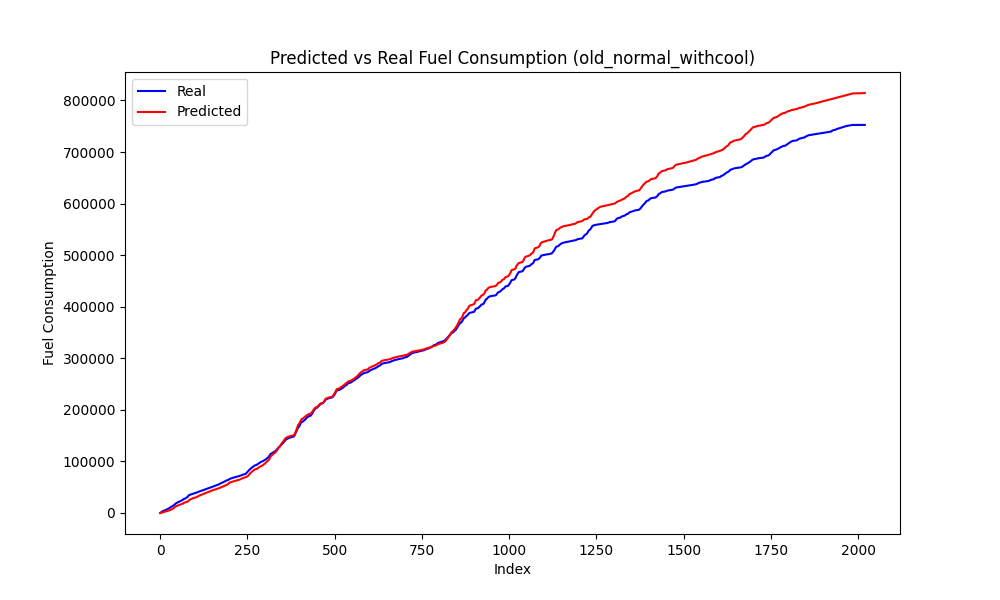 Predicted vs Real Fuel Consumption (old_normal_withcool)
Real
Predicted
Fuel Consumption
800000
700000
600000
500000
400000
300000
200000
100000
0
0 250 500 750 1000 1250 1500 1750 2000
Index